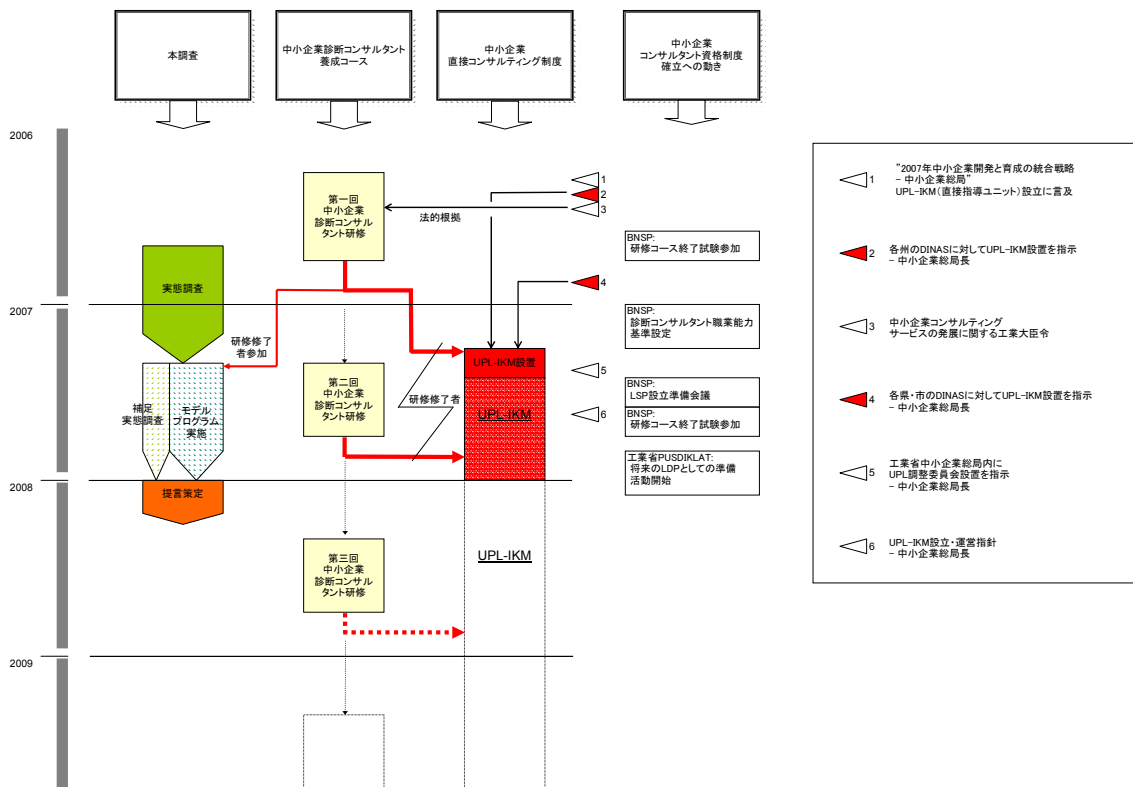 本調査
中小企業診断コンサルタント
養成コース
中小企業
直接コンサルティング制度
中小企業
コンサルタント資格制度
確立への動き
2006
第一回
中小企業
診断コンサル
タント研修
法的根拠
1
2
3
BNSP:
研修コース終了試験参加
実態調査
4
2007
BNSP:
診断コンサルタント職業能力
基準設定
研修修了
者参加
UPL-IKM設置
5
補足
実態調査
モデル
プログラム
実施
第二回
中小企業
診断コンサル
タント研修
研修修了者
UPL-IKM
BNSP:
LSP設立準備会議
6
BNSP:
研修コース終了試験参加
工業省PUSDIKLAT:
将来のLDPとしての準備
活動開始
2008
提言策定
第三回
中小企業
診断コンサル
タント研修
UPL-IKM
2009
1
"2007年中小企業開発と育成の統合戦略
- 中小企業総局"
UPL-IKM(直接指導ユニット)設立に言及
2
各州のDINASに対してUPL-IKM設置を指示
- 中小企業総局長
3
中小企業コンサルティング
サービスの発展に関する工業大臣令
4
各県・市のDINASに対してUPL-IKM設置を指示
- 中小企業総局長
5
工業省中小企業総局内に
UPL調整委員会設置を指示
- 中小企業総局長
6
UPL-IKM設立・運営指針
- 中小企業総局長